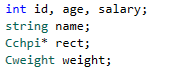 int id, age, salary;
string name;
Cchpi* rect;
Cweight weight;